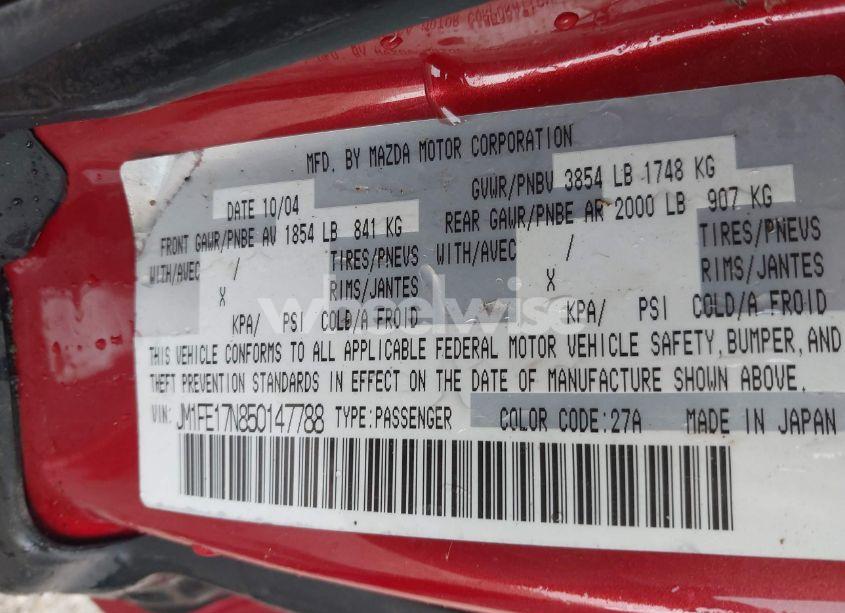 MFD. BY MAZDA MOTOR CORPORATION
DATE 10/04
GVWR/PNBV 3854 LB 1748 KG
FRONT GAWR/PNBE AV 1854 LB 841 KG
REAR GAWR/PNBE AR 2000 LB 907 KG
WITH/AVEC / TIRES/PNEVS
WITH/AVEC / TIRES/PNEVS
X RIMS/JANTES
X RIMS/JANTES
KPA/ PSI COLD/A FROID
KPA/ PSI COLD/A FROID
wheelwise
THIS VEHICLE CONFORMS TO ALL APPLICABLE FEDERAL MOTOR VEHICLE SAFETY, BUMPER, AND
THEFT PREVENTION STANDARDS IN EFFECT ON THE DATE OF MANUFACTURE SHOWN ABOVE.
VIN: JM1FE17N850147788 TYPE:PASSENGER COLOR CODE:27A MADE IN JAPAN